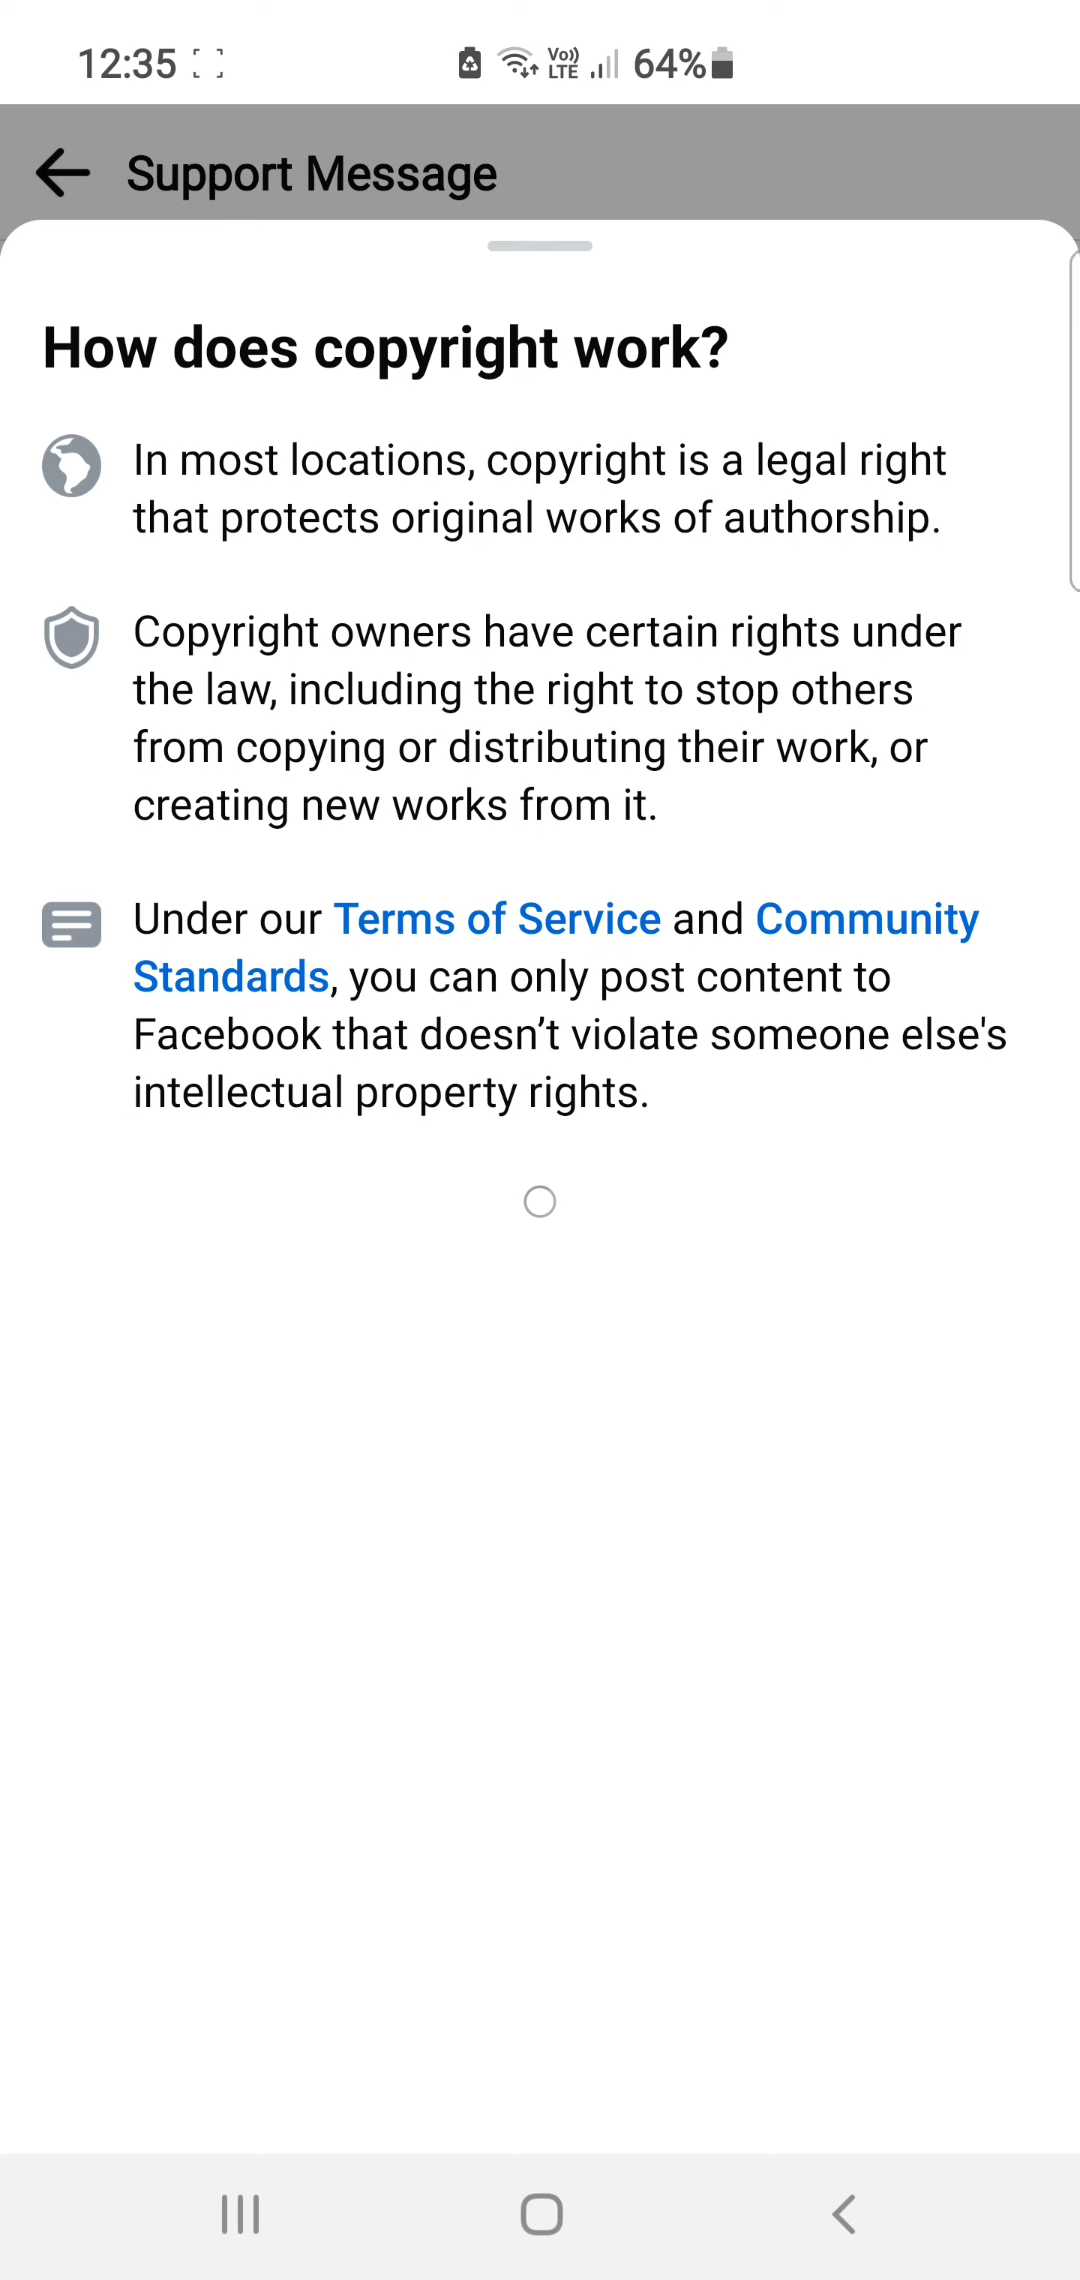 12:35
Vo))
LTE
64%
Support Message
How does copyright work?
In most locations, copyright is a legal right
that protects original works of authorship.
Copyright owners have certain rights under
the law, including the right to stop others
from copying or distributing their work, or
creating new works from it.
Under our Terms of Service and Community
Standards, you can only post content to
Facebook that doesn’t violate someone else's
intellectual property rights.